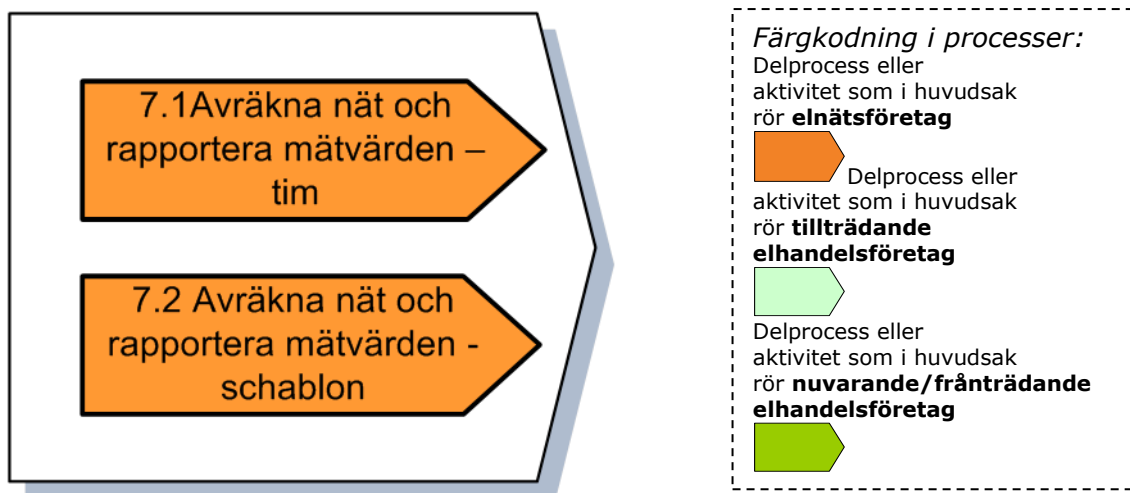 7.1Avräkna nät och
rapportera mätvärden –
tim
7.2 Avräkna nät och
rapportera mätvärden -
schablon
Färgkodning i processer:
Delprocess eller
aktivitet som i huvudsak
rör elnätsföretag
Delprocess eller
aktivitet som i huvudsak
rör tillträdande
elhandelsföretag
Delprocess eller
aktivitet som i huvudsak
rör nuvarande/frånträdande
elhandelsföretag